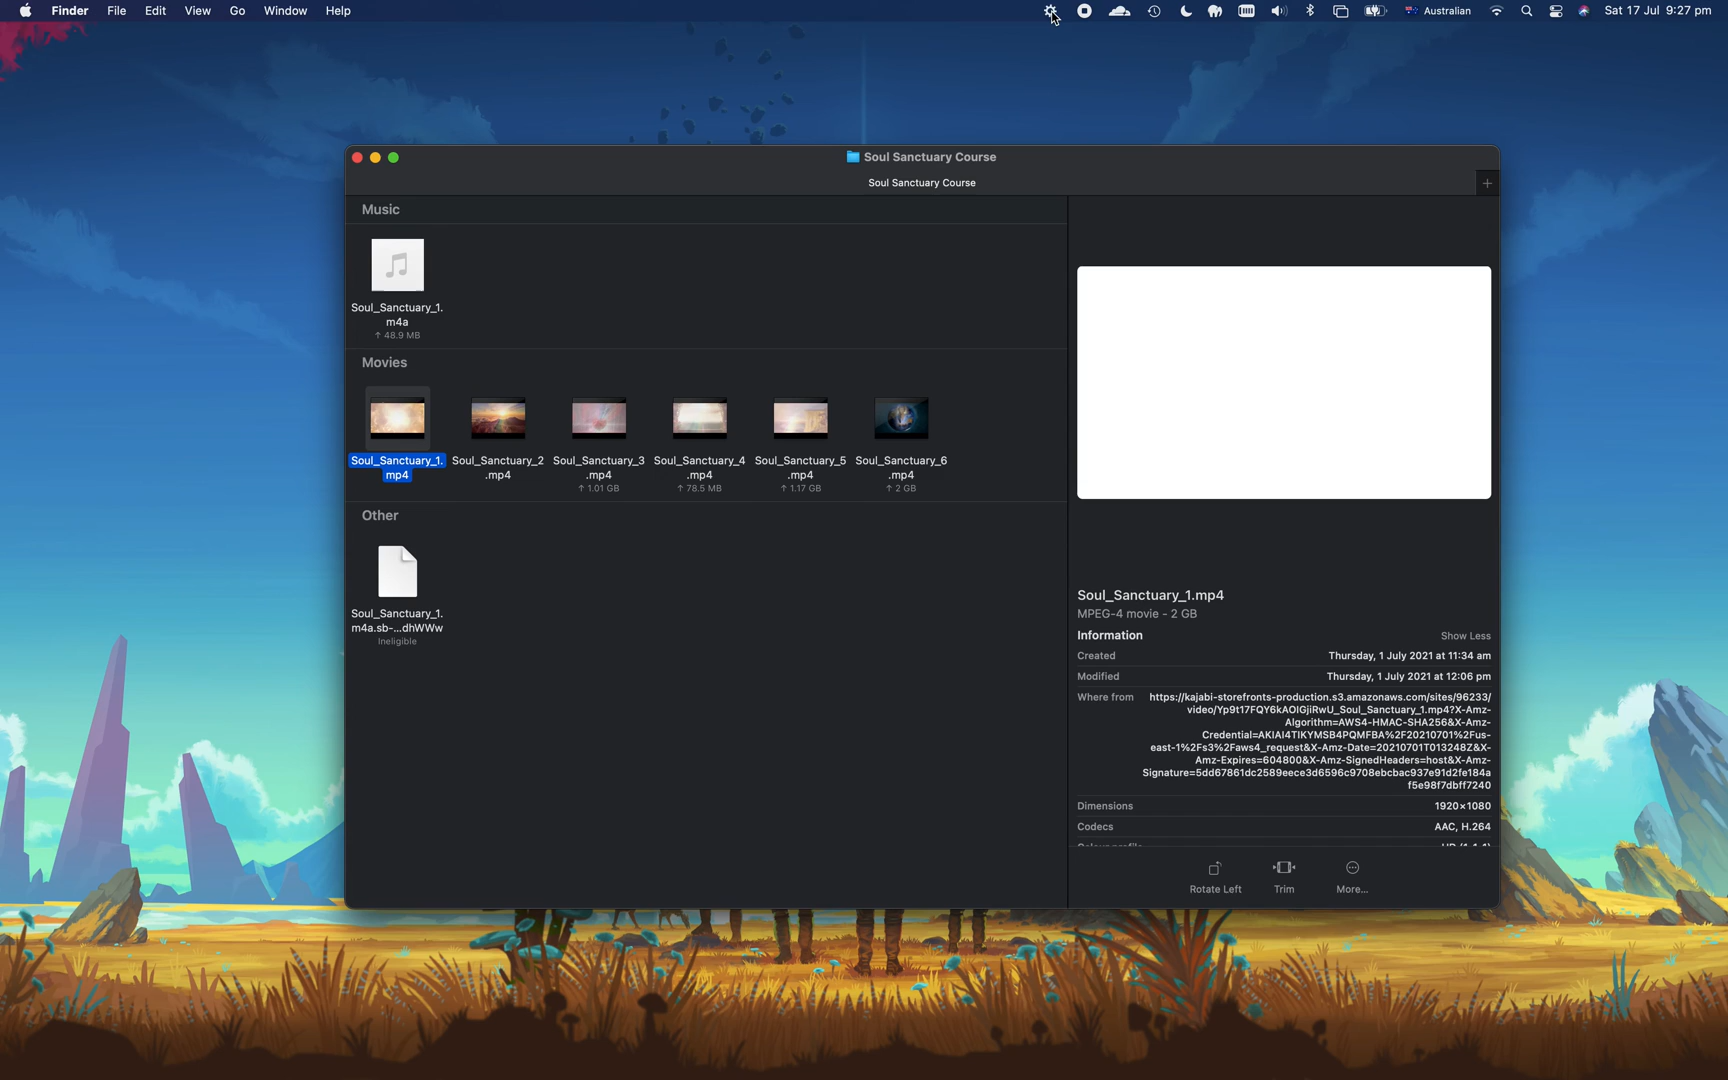 Finder File Edit View Go Window Help
Australian Sat 17 Jul 9:27 pm
Soul Sanctuary Course
Soul Sanctuary Course
Music
Soul_Sanctuary_1.
m4a
↑ 48.9 MB
Movies
Soul_Sanctuary_1.
mp4
Soul_Sanctuary_2
.mp4
Soul_Sanctuary_3
.mp4
↑ 1.01 GB
Soul_Sanctuary_4
.mp4
↑ 78.5 MB
Soul_Sanctuary_5
.mp4
↑ 1.17 GB
Soul_Sanctuary_6
.mp4
↑ 2 GB
Other
Soul_Sanctuary_1.
m4a.sb-...dhWWw
Ineligible
Soul_Sanctuary_1.mp4
MPEG-4 movie - 2 GB
Information Show Less
Created Thursday, 1 July 2021 at 11:34 am
Modified Thursday, 1 July 2021 at 12:06 pm
Where from https://kajabi-storefronts-production.s3.amazonaws.com/sites/96233/
video/Yp9t17FQY6kAOIGjiRwU_Soul_Sanctuary_1.mp4?X-Amz-
Algorithm=AWS4-HMAC-SHA256&X-Amz-
Credential=AKIAI4TIKYMSB4PQMFBA%2F20210701%2Fus-
east-1%2Fs3%2Faws4_request&X-Amz-Date=20210701T013248Z&X-
Amz-Expires=604800&X-Amz-SignedHeaders=host&X-Amz-
Signature=5dd67861dc2589eece3d6596c9708ebcbac937e91d2fe184a
f5e98f7dbff7240
Dimensions 1920×1080
Codecs AAC, H.264
Rotate Left Trim More...